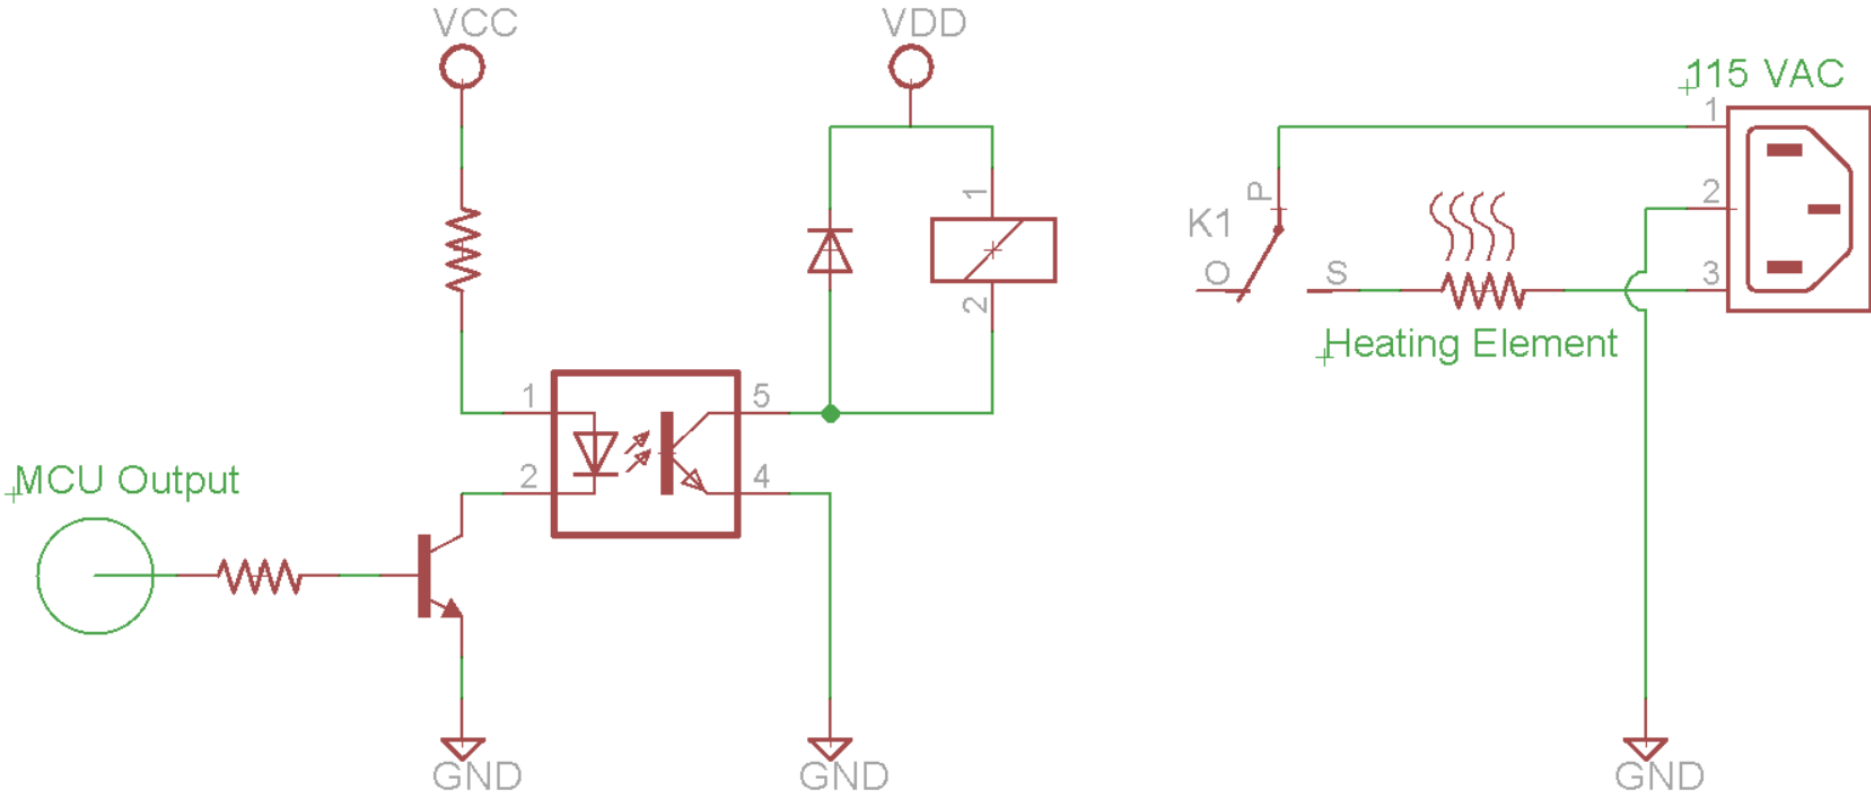 VCC
VDD
115 VAC
1
1
2
P
K1
O
S
3
2
Heating Element
1
5
2
4
MCU Output
GND
GND
GND